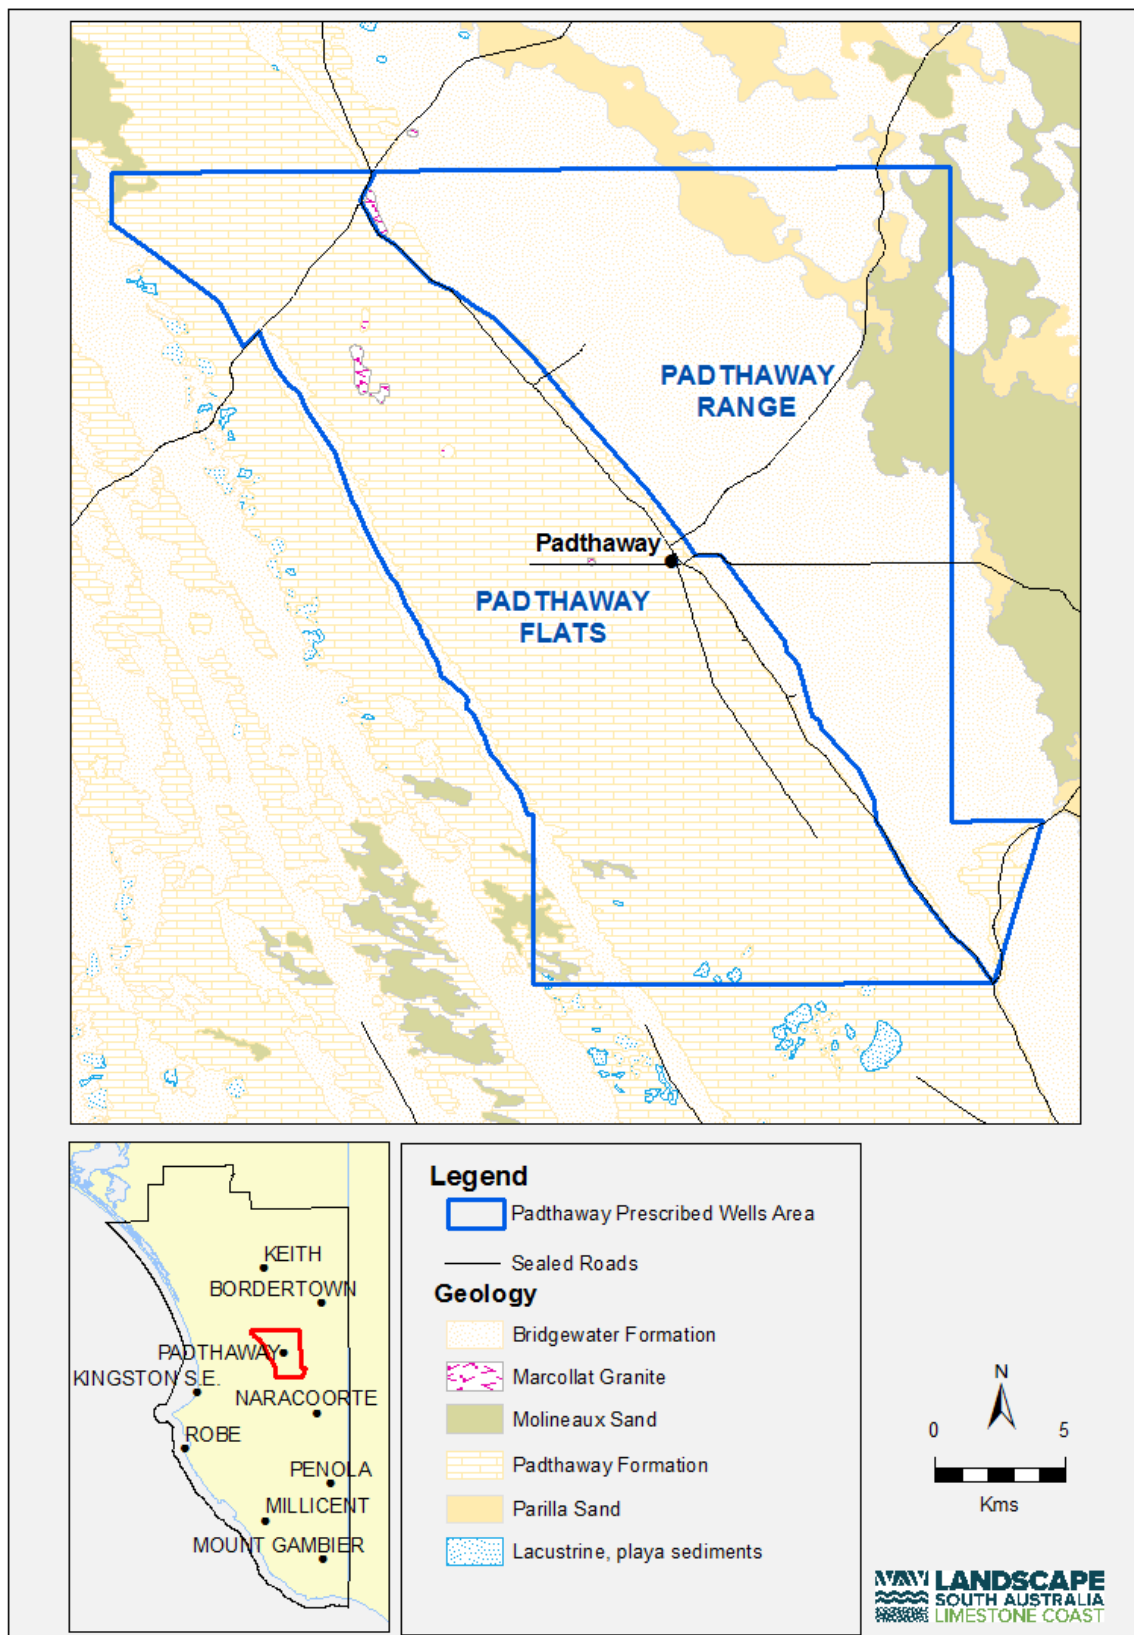 PADTHAWAY
RANGE
Padthaway
PADTHAWAY
FLATS
KEITH
BORDERTOWN
PADTHAWAY
KINGSTON S.E.
NARACOORTE
ROBE
PENOLA
MILLICENT
MOUNT GAMBIER
Legend
Padthaway Prescribed Wells Area
Sealed Roads
Geology
Bridgewater Formation
Marcollat Granite
Molineaux Sand
Padthaway Formation
Parilla Sand
Lacustrine, playa sediments
N
0 5
Kms
LANDSCAPE
SOUTH AUSTRALIA
LIMESTONE COAST